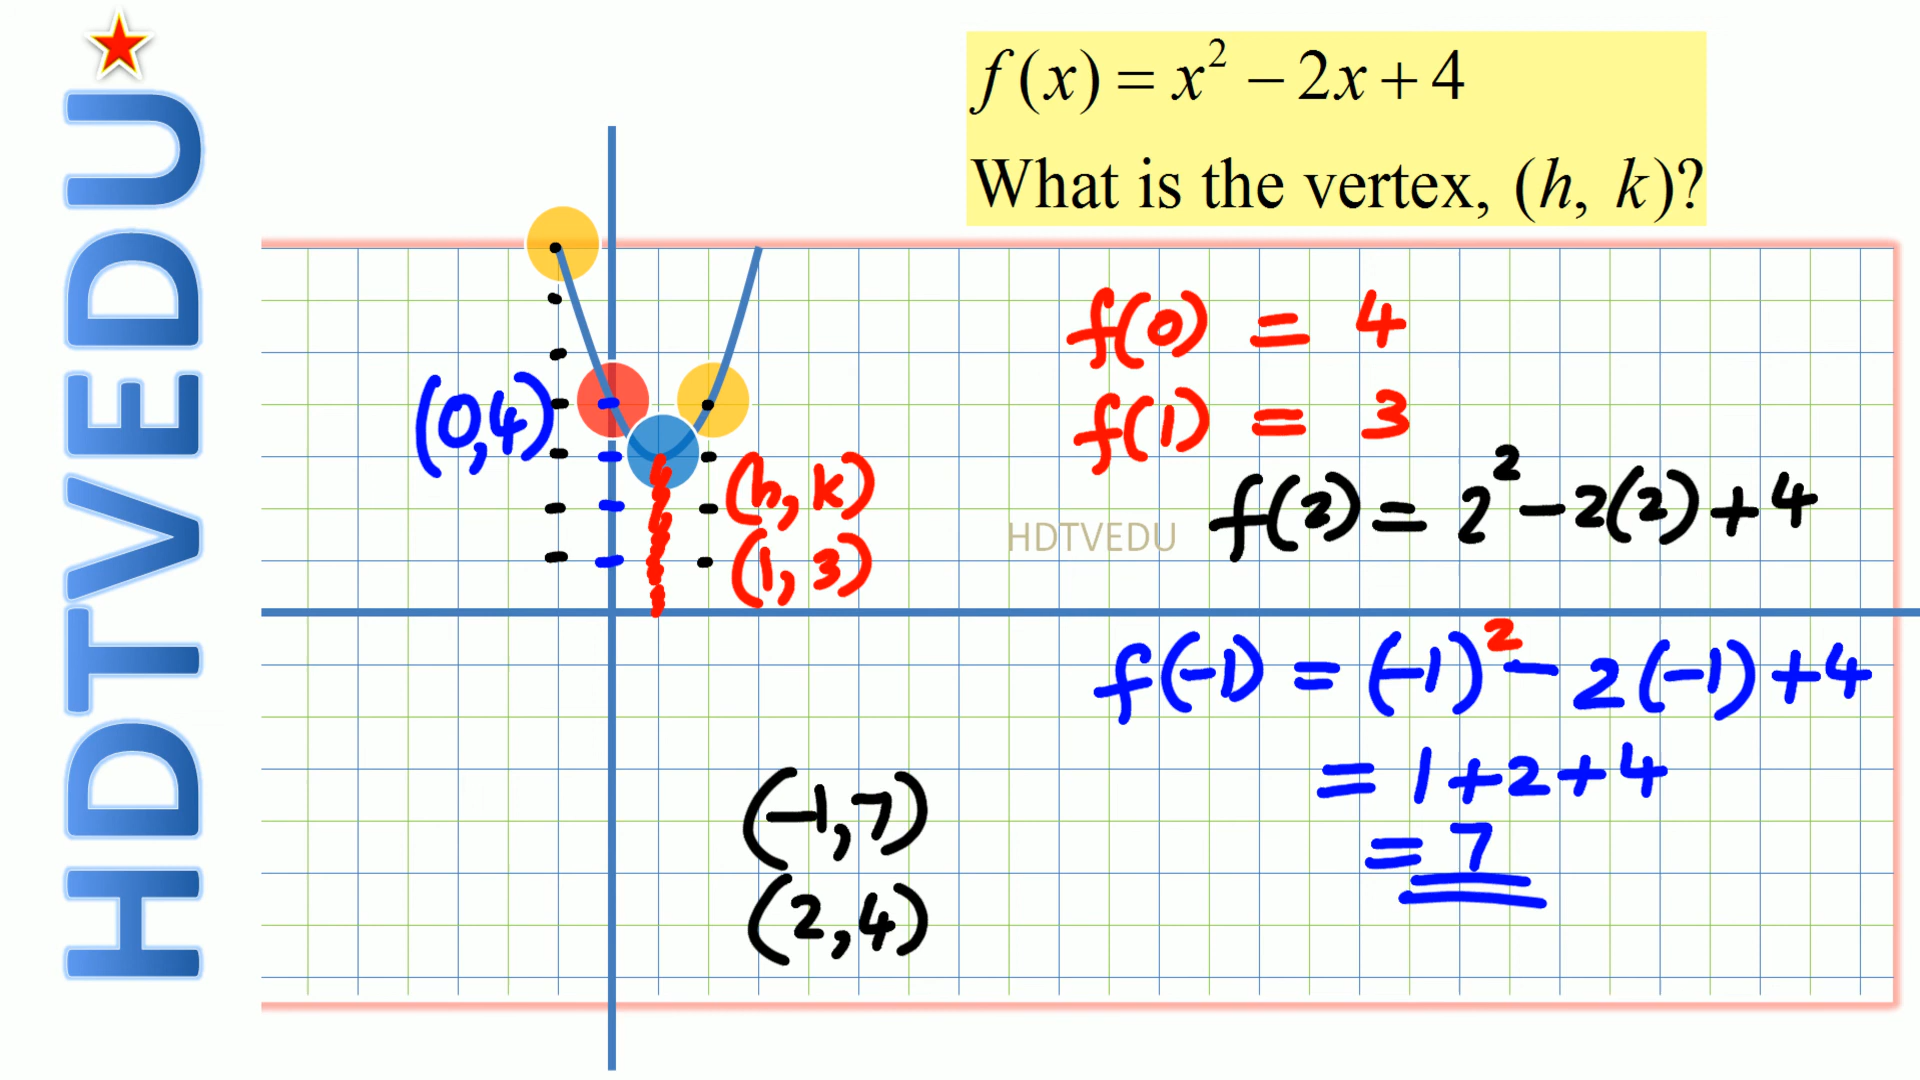 HDTVEDU
f(x) = x² − 2x + 4
What is the vertex, (h, k)?
(0,4)
(h, k)
(1, 3)
f(0) = 4
f(1) = 3
f(2) = 2² − 2(2) + 4
HDTVEDU
f(-1) = (-1)² − 2(-1) + 4
= 1 + 2 + 4
= 7
(-1, 7)
(2, 4)